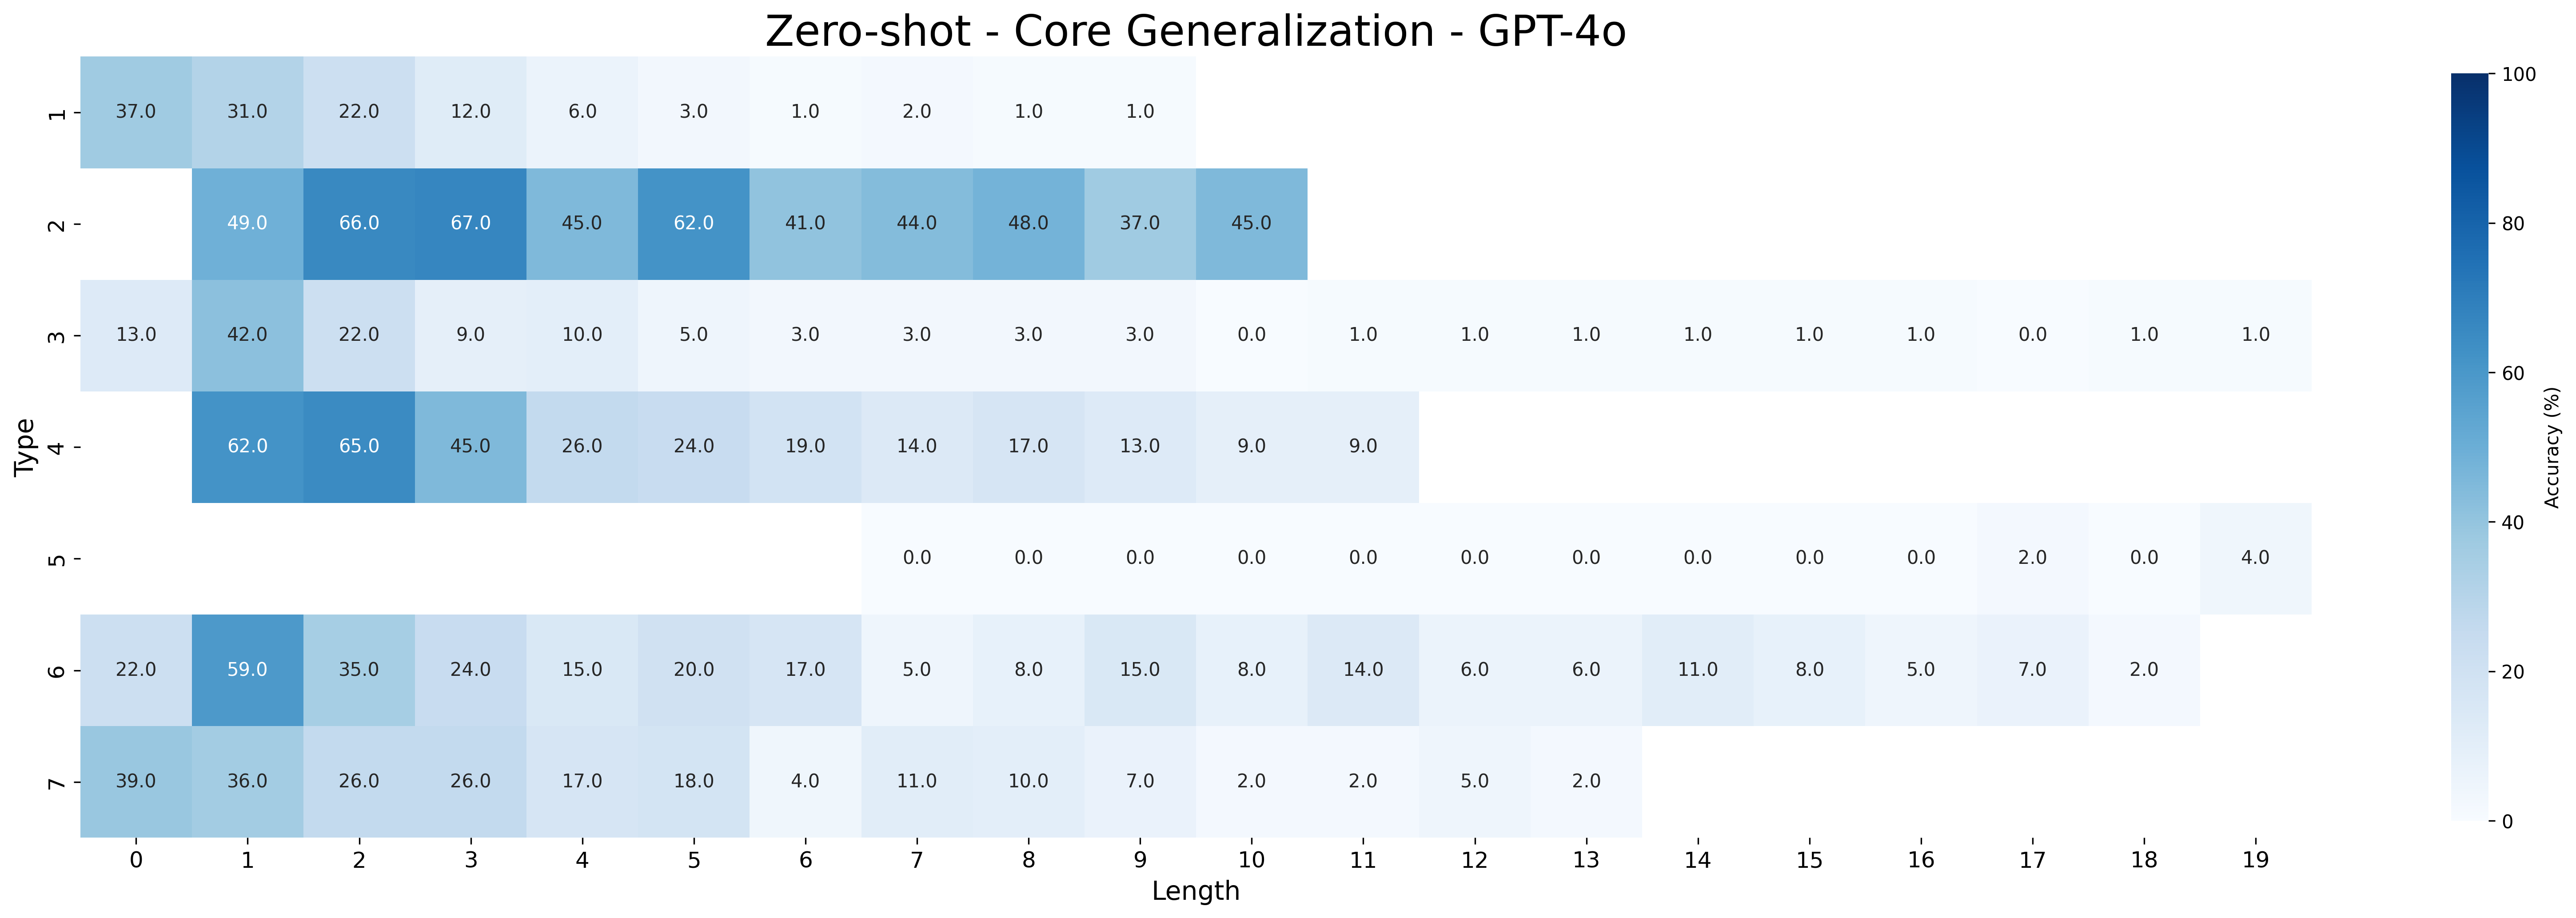 Zero-shot - Core Generalization - GPT-4o
1 37.0 31.0 22.0 12.0 6.0 3.0 1.0 2.0 1.0 1.0
2 49.0 66.0 67.0 45.0 62.0 41.0 44.0 48.0 37.0 45.0
3 13.0 42.0 22.0 9.0 10.0 5.0 3.0 3.0 3.0 3.0 0.0 1.0 1.0 1.0 1.0 1.0 1.0 0.0 1.0 1.0
4 62.0 65.0 45.0 26.0 24.0 19.0 14.0 17.0 13.0 9.0 9.0
5 0.0 0.0 0.0 0.0 0.0 0.0 0.0 0.0 0.0 0.0 2.0 0.0 4.0
6 22.0 59.0 35.0 24.0 15.0 20.0 17.0 5.0 8.0 15.0 8.0 14.0 6.0 6.0 11.0 8.0 5.0 7.0 2.0
7 39.0 36.0 26.0 26.0 17.0 18.0 4.0 11.0 10.0 7.0 2.0 2.0 5.0 2.0
0 1 2 3 4 5 6 7 8 9 10 11 12 13 14 15 16 17 18 19
Length
Type
100
80
60
40
20
0
Accuracy (%)